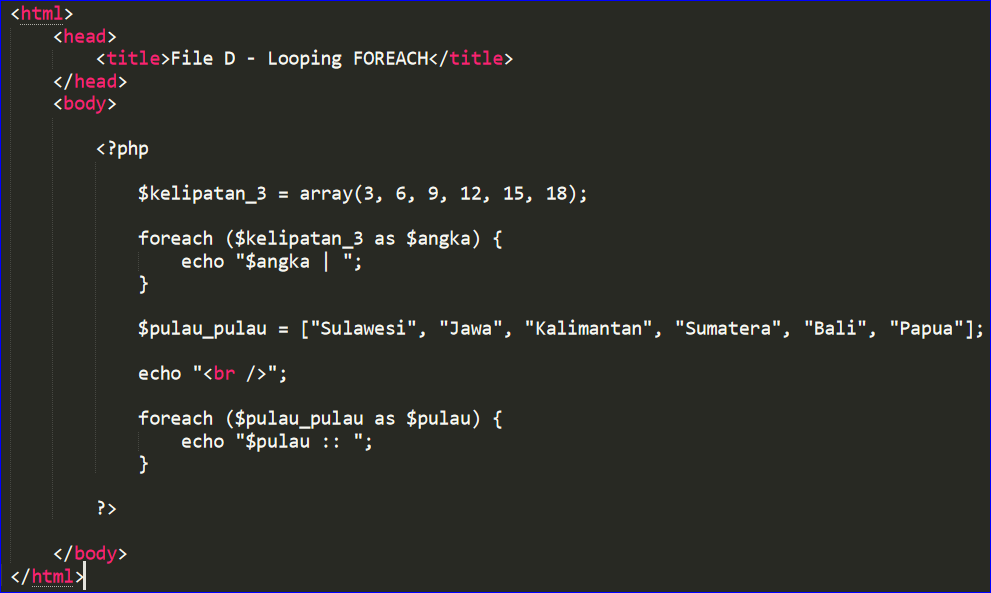 <html>
<head>
<title>File D - Looping FOREACH</title>
</head>
<body>
<?php
$kelipatan_3 = array(3, 6, 9, 12, 15, 18);
foreach ($kelipatan_3 as $angka) {
echo "$angka | ";
}
$pulau_pulau = ["Sulawesi", "Jawa", "Kalimantan", "Sumatera", "Bali", "Papua"];
echo "<br />";
foreach ($pulau_pulau as $pulau) {
echo "$pulau :: ";
}
?>
</body>
</html>